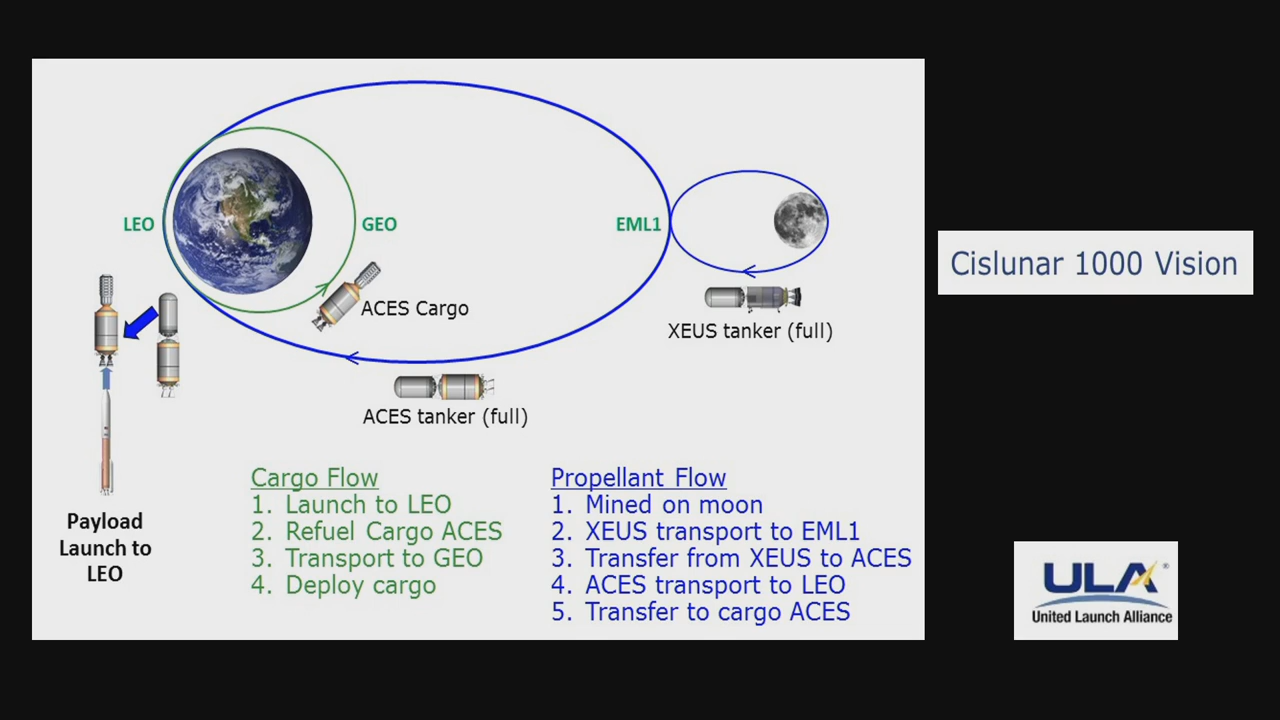 LEO
GEO
EML1
ACES Cargo
XEUS tanker (full)
ACES tanker (full)
Payload
Launch to
LEO
Cargo Flow
1. Launch to LEO
2. Refuel Cargo ACES
3. Transport to GEO
4. Deploy cargo
Propellant Flow
1. Mined on moon
2. XEUS transport to EML1
3. Transfer from XEUS to ACES
4. ACES transport to LEO
5. Transfer to cargo ACES
Cislunar 1000 Vision
ULA®
United Launch Alliance